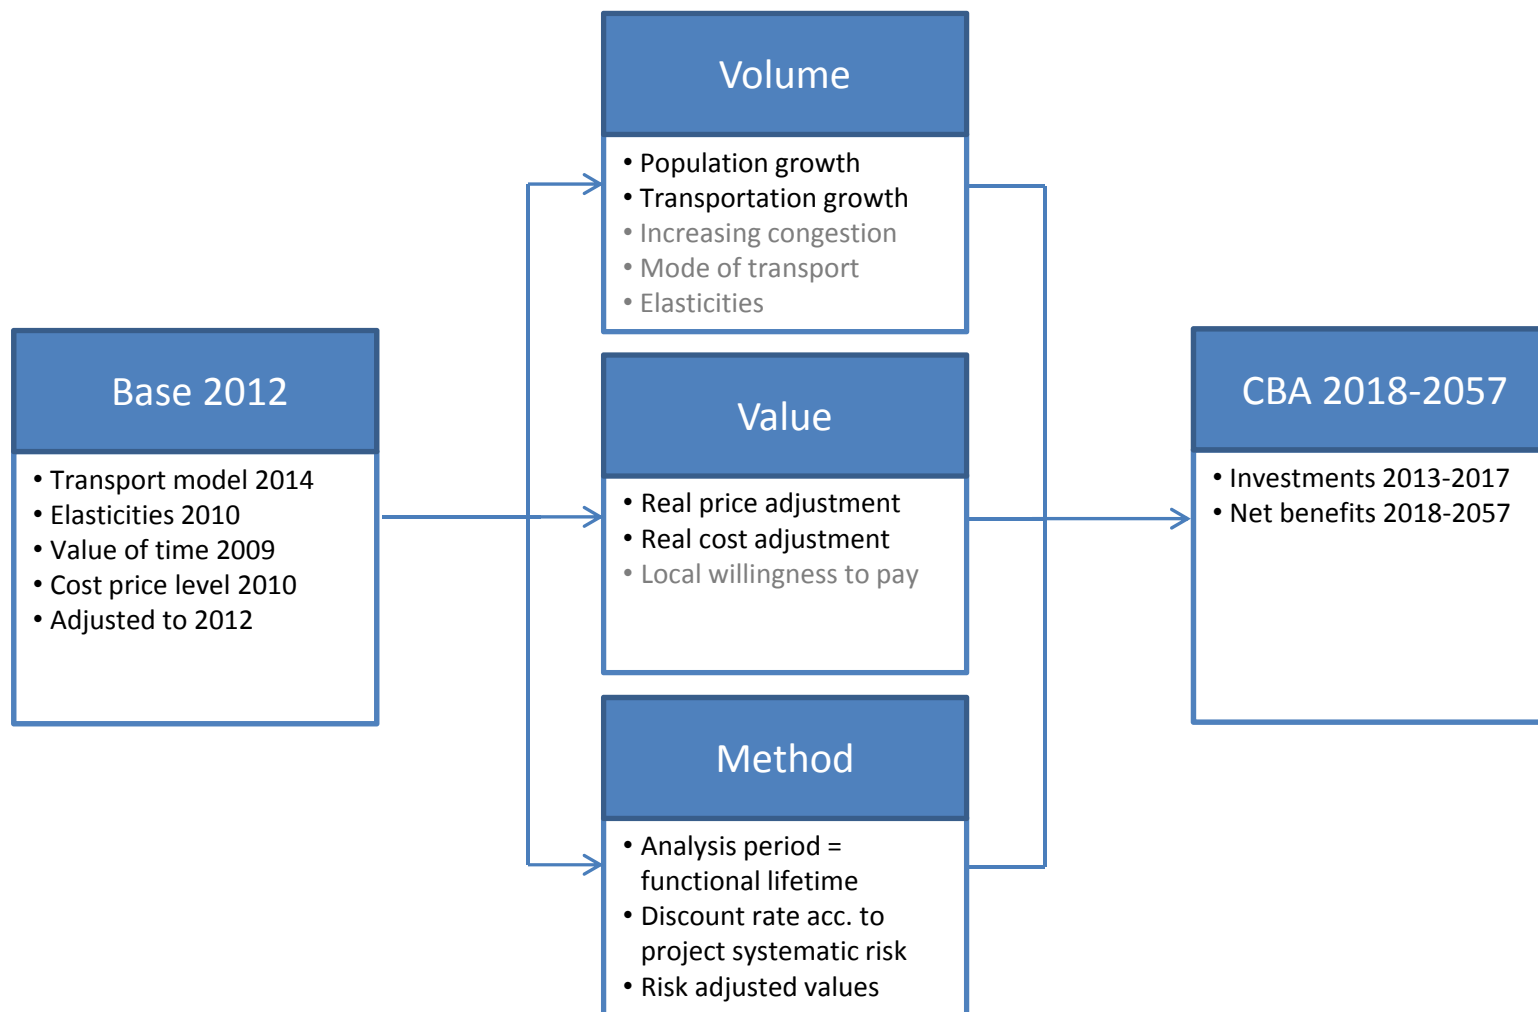 Volume
• Population growth
• Transportation growth
• Increasing congestion
• Mode of transport
• Elasticities
Base 2012
• Transport model 2014
• Elasticities 2010
• Value of time 2009
• Cost price level 2010
• Adjusted to 2012
Value
• Real price adjustment
• Real cost adjustment
• Local willingness to pay
Method
• Analysis period =
functional lifetime
• Discount rate acc. to
project systematic risk
• Risk adjusted values
CBA 2018-2057
• Investments 2013-2017
• Net benefits 2018-2057